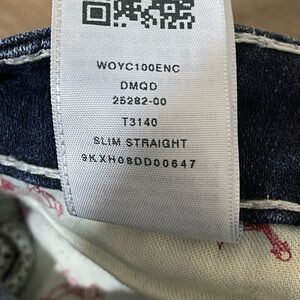 WOYC100ENC
DMQD
25282-00
T3140
SLIM STRAIGHT
9KXH08DD00647